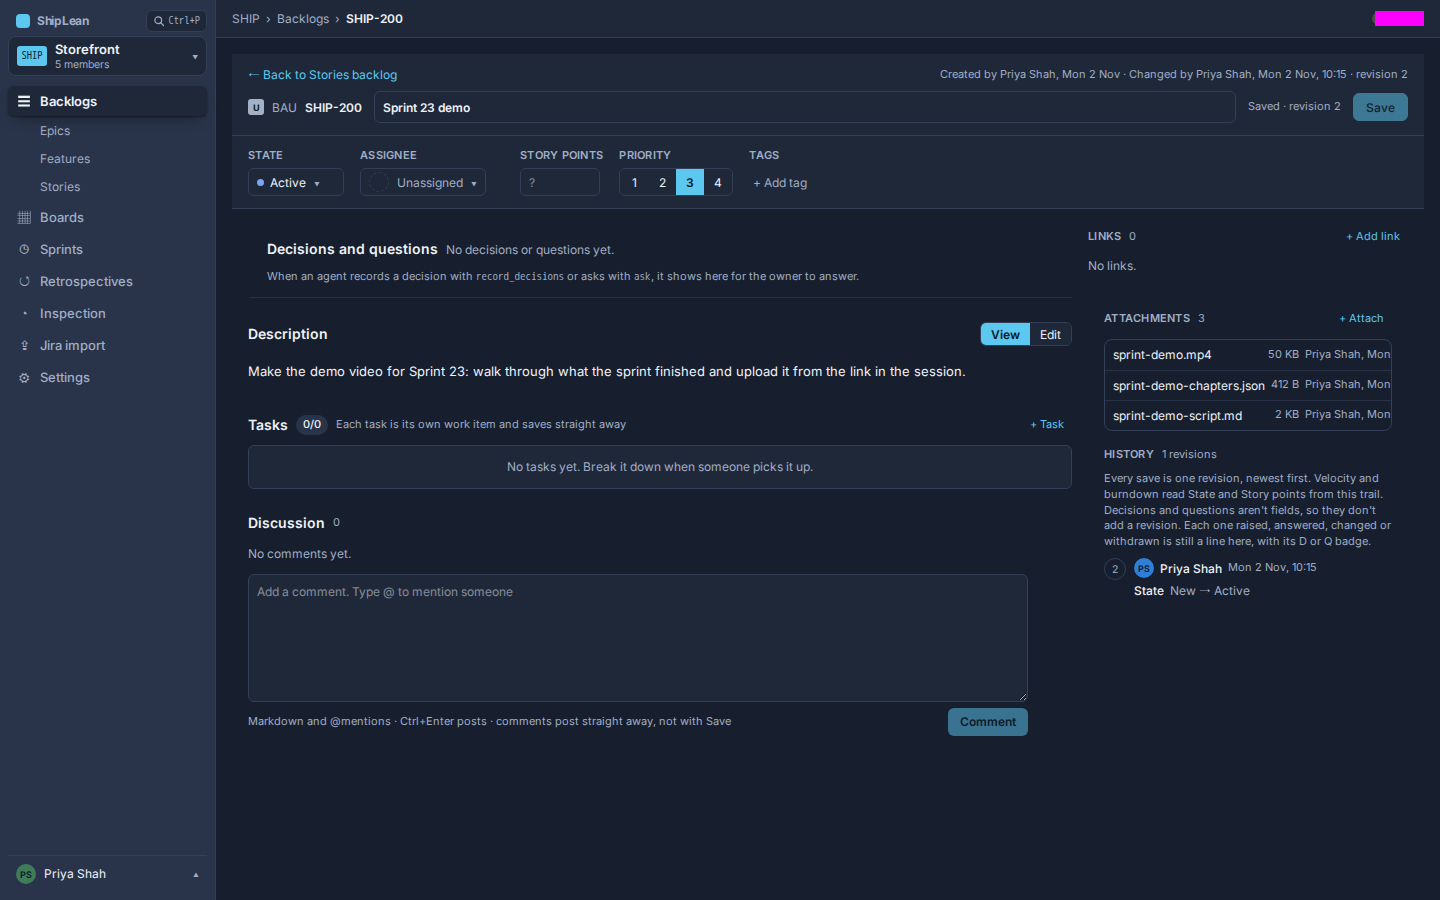 ShipLean
Ctrl+P
SHIP
Storefront
5 members
Backlogs
Epics
Features
Stories
Boards
Sprints
Retrospectives
Inspection
Jira import
Settings
PS Priya Shah
SHIP › Backlogs › SHIP-200
← Back to Stories backlog
Created by Priya Shah, Mon 2 Nov · Changed by Priya Shah, Mon 2 Nov, 10:15 · revision 2
U BAU SHIP-200 Sprint 23 demo
Saved · revision 2
Save
STATE
ASSIGNEE
STORY POINTS
PRIORITY
TAGS
Active
Unassigned
?
1 2 3 4
+ Add tag
Decisions and questions No decisions or questions yet.
When an agent records a decision with record_decisions or asks with ask, it shows here for the owner to answer.
Description
View Edit
Make the demo video for Sprint 23: walk through what the sprint finished and upload it from the link in the session.
Tasks 0/0 Each task is its own work item and saves straight away
+ Task
No tasks yet. Break it down when someone picks it up.
Discussion 0
No comments yet.
Add a comment. Type @ to mention someone
Markdown and @mentions · Ctrl+Enter posts · comments post straight away, not with Save
Comment
LINKS 0
+ Add link
No links.
ATTACHMENTS 3
+ Attach
sprint-demo.mp4 50 KB Priya Shah, Mon
sprint-demo-chapters.json 412 B Priya Shah, Mon
sprint-demo-script.md 2 KB Priya Shah, Mon
HISTORY 1 revisions
Every save is one revision, newest first. Velocity and
burndown read State and Story points from this trail.
Decisions and questions aren't fields, so they don't
add a revision. Each one raised, answered, changed or
withdrawn is still a line here, with its D or Q badge.
2 PS Priya Shah Mon 2 Nov, 10:15
State New → Active